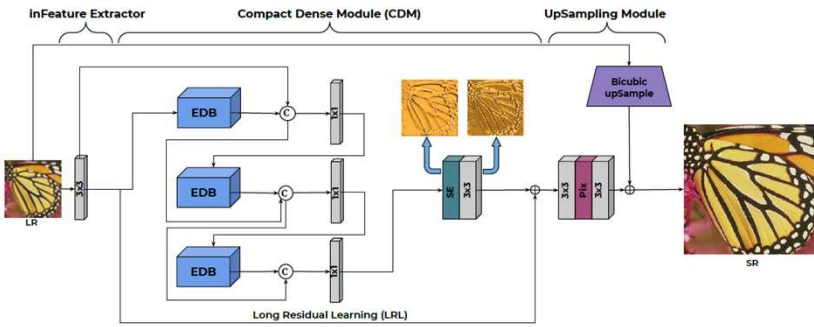 inFeature Extractor
Compact Dense Module (CDM)
UpSampling Module
Bicubic
upSample
EDB
C
1x1
LR
3x3
EDB
C
1x1
SE
3x3
3x3
Pix
3x3
EDB
C
1x1
SR
Long Residual Learning (LRL)